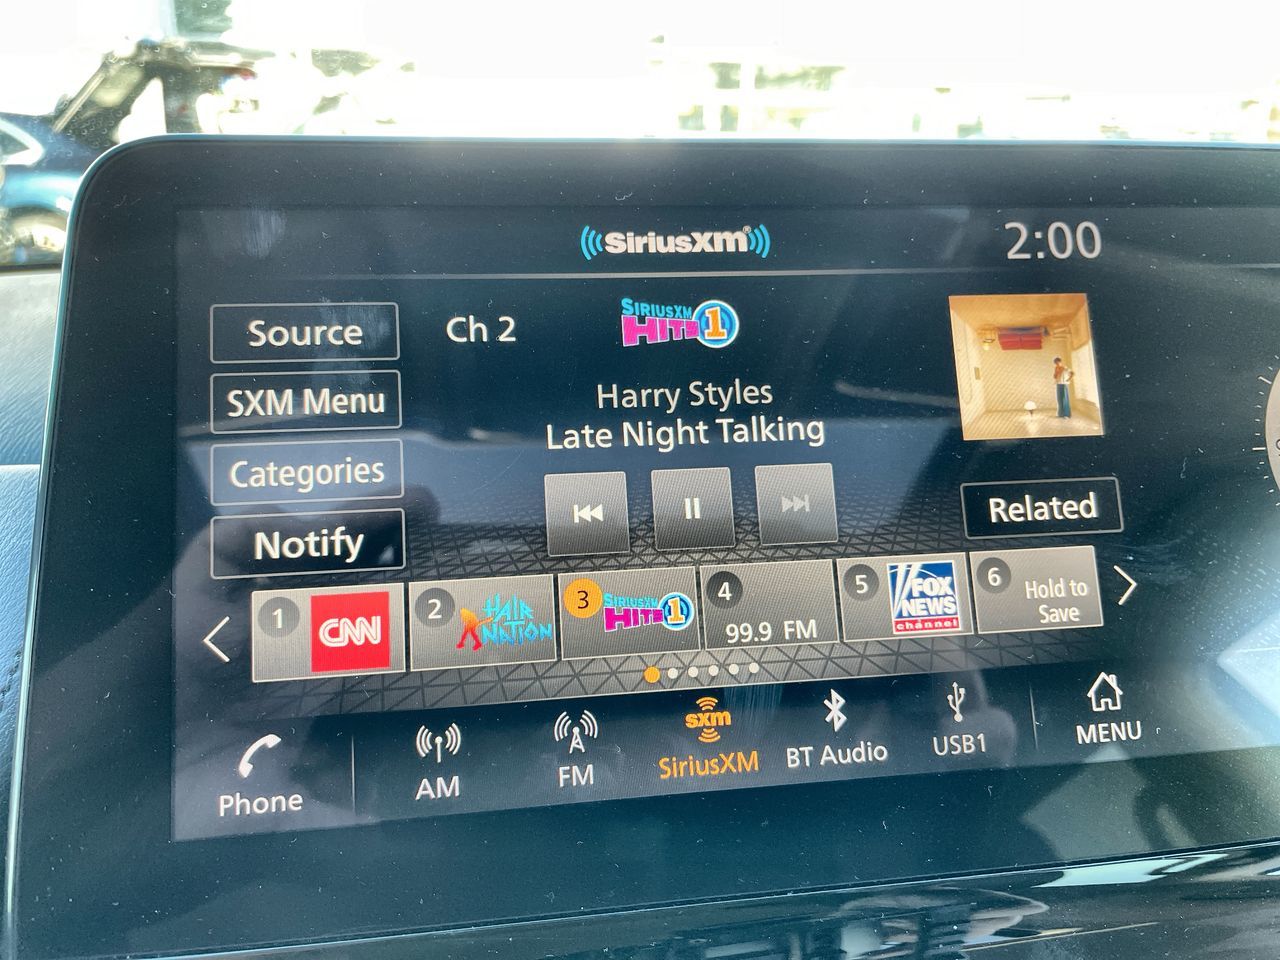 SiriusXM®
2:00
Source
Ch 2
SIRIUSXM
HITS 1
SXM Menu
Harry Styles
Late Night Talking
Categories
Notify
Related
1
CNN
2
HAIR
NATION
3
SIRIUSXM
HITS 1
4
99.9 FM
5
FOX
NEWS
channel
6
Hold to
Save
Phone
AM
FM
sxm
SiriusXM
BT Audio
USB1
MENU